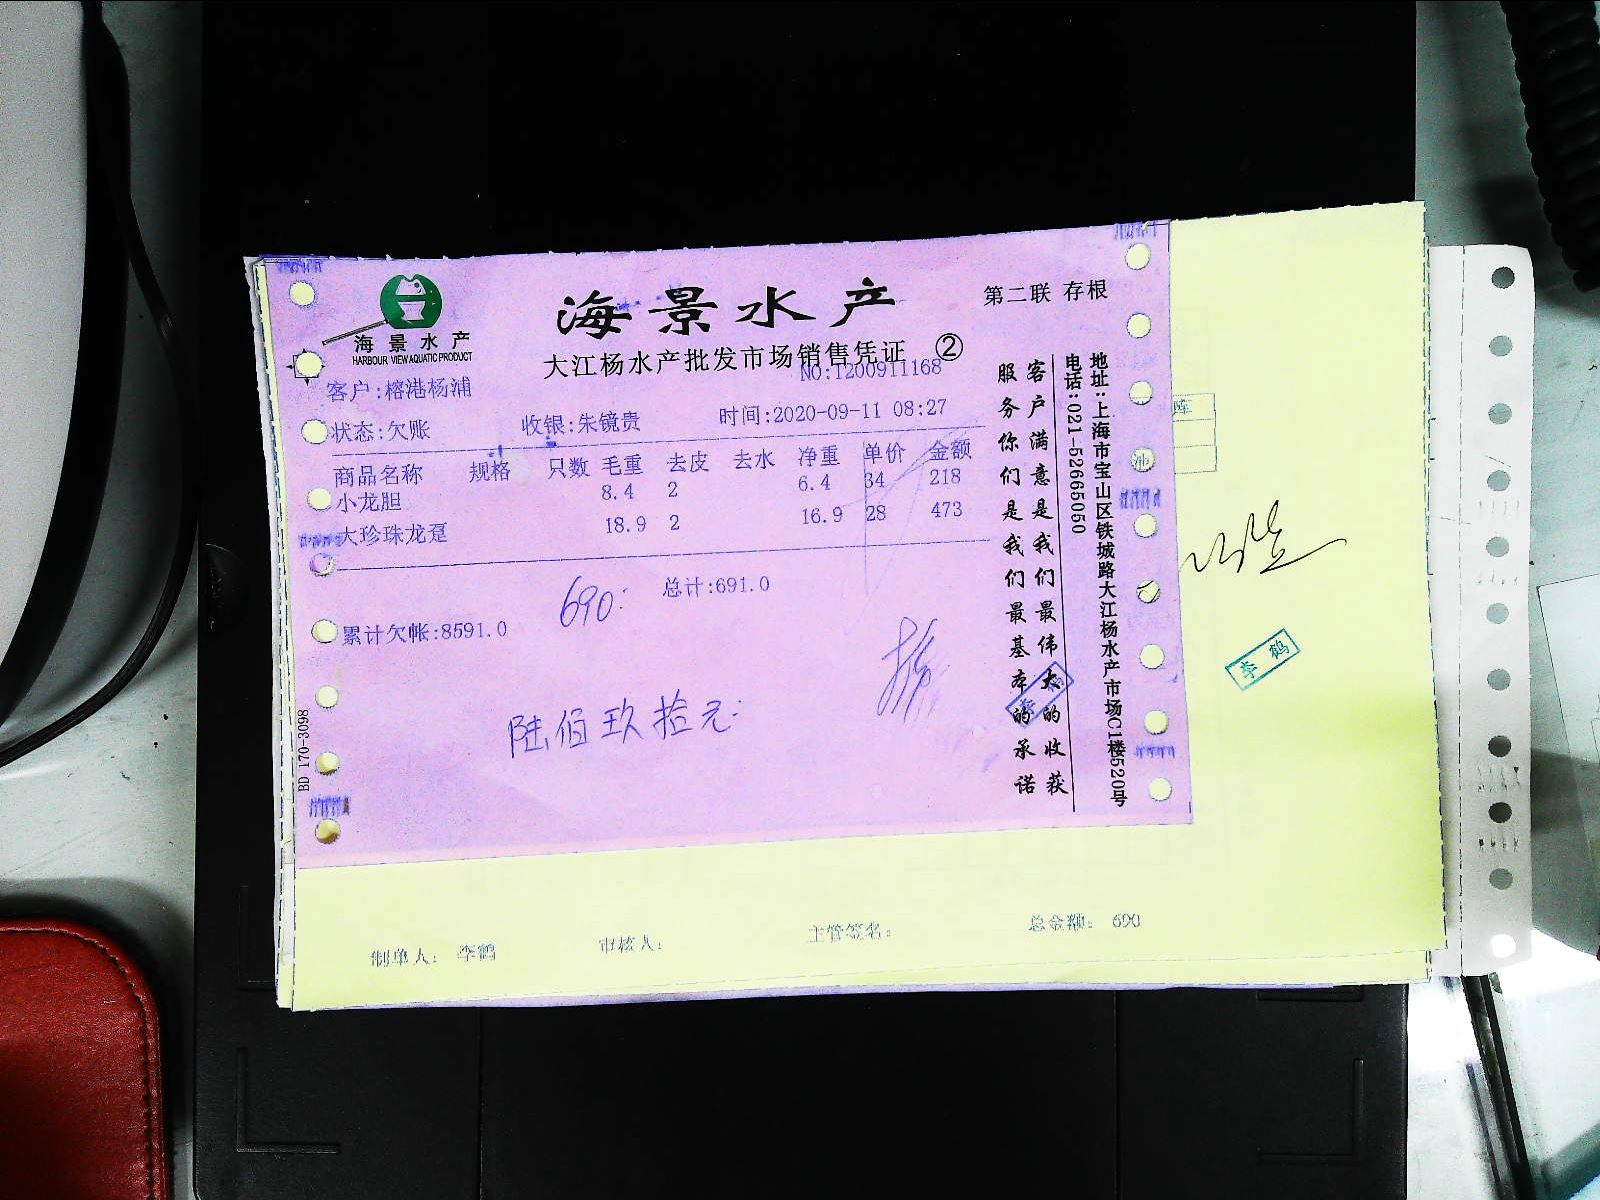 海景水产
HARBOUR VIEW AQUATIC PRODUCT
海景水产
第二联 存根
大江杨水产批发市场销售凭证 ②
NO:1200911168
客户:榕港杨浦
状态:欠账 收银:朱镜贵 时间:2020-09-11 08:27
商品名称 规格 只数 毛重 去皮 去水 净重 单价 金额
小龙胆 8.4 2 6.4 34 218
大珍珠龙趸 18.9 2 16.9 28 473
690: 总计:691.0
累计欠帐:8591.0
陆佰玖拾元:
BD 170-3098
客户满意是我们最伟大的收获
服务你们是我们最基本的承诺
地址:上海市宝山区铁城路大江杨水产市场C1楼520号
电话:021-52665050
李鹤
制单人: 李鹤 审核人: 主管签名: 总金额: 690